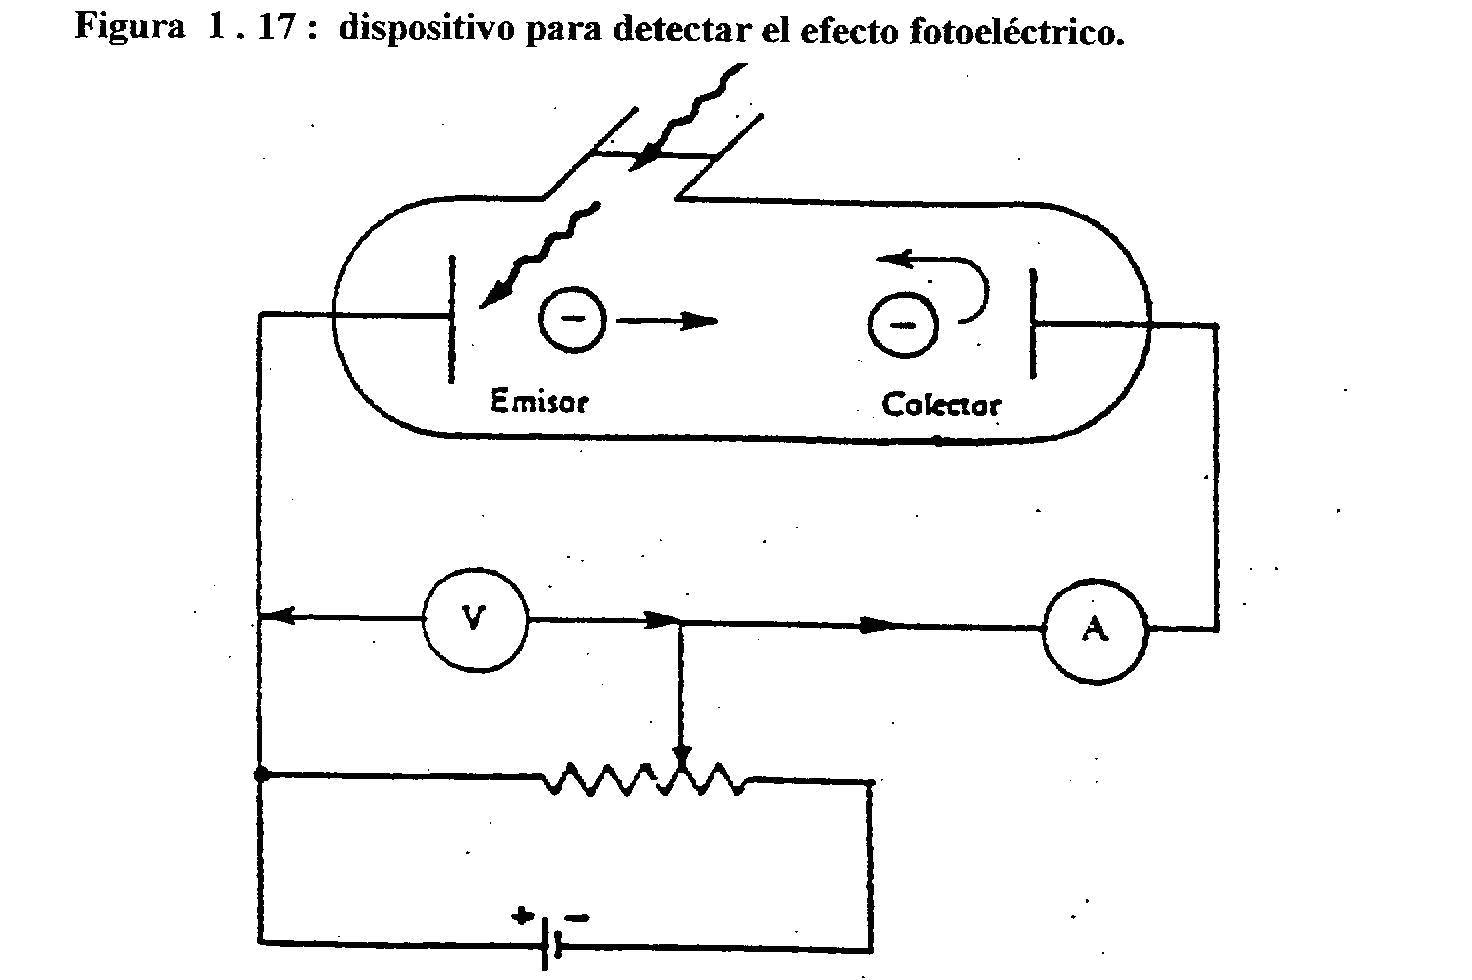 Figura 1 . 17 : dispositivo para detectar el efecto fotoeléctrico.
− −
Emisor Colector
V A
+ −